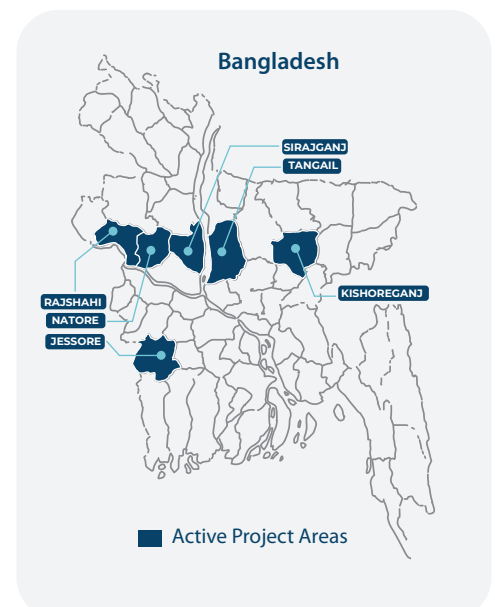 Bangladesh
SIRAJGANJ
TANGAIL
RAJSHAHI
KISHOREGANJ
NATORE
JESSORE
Active Project Areas